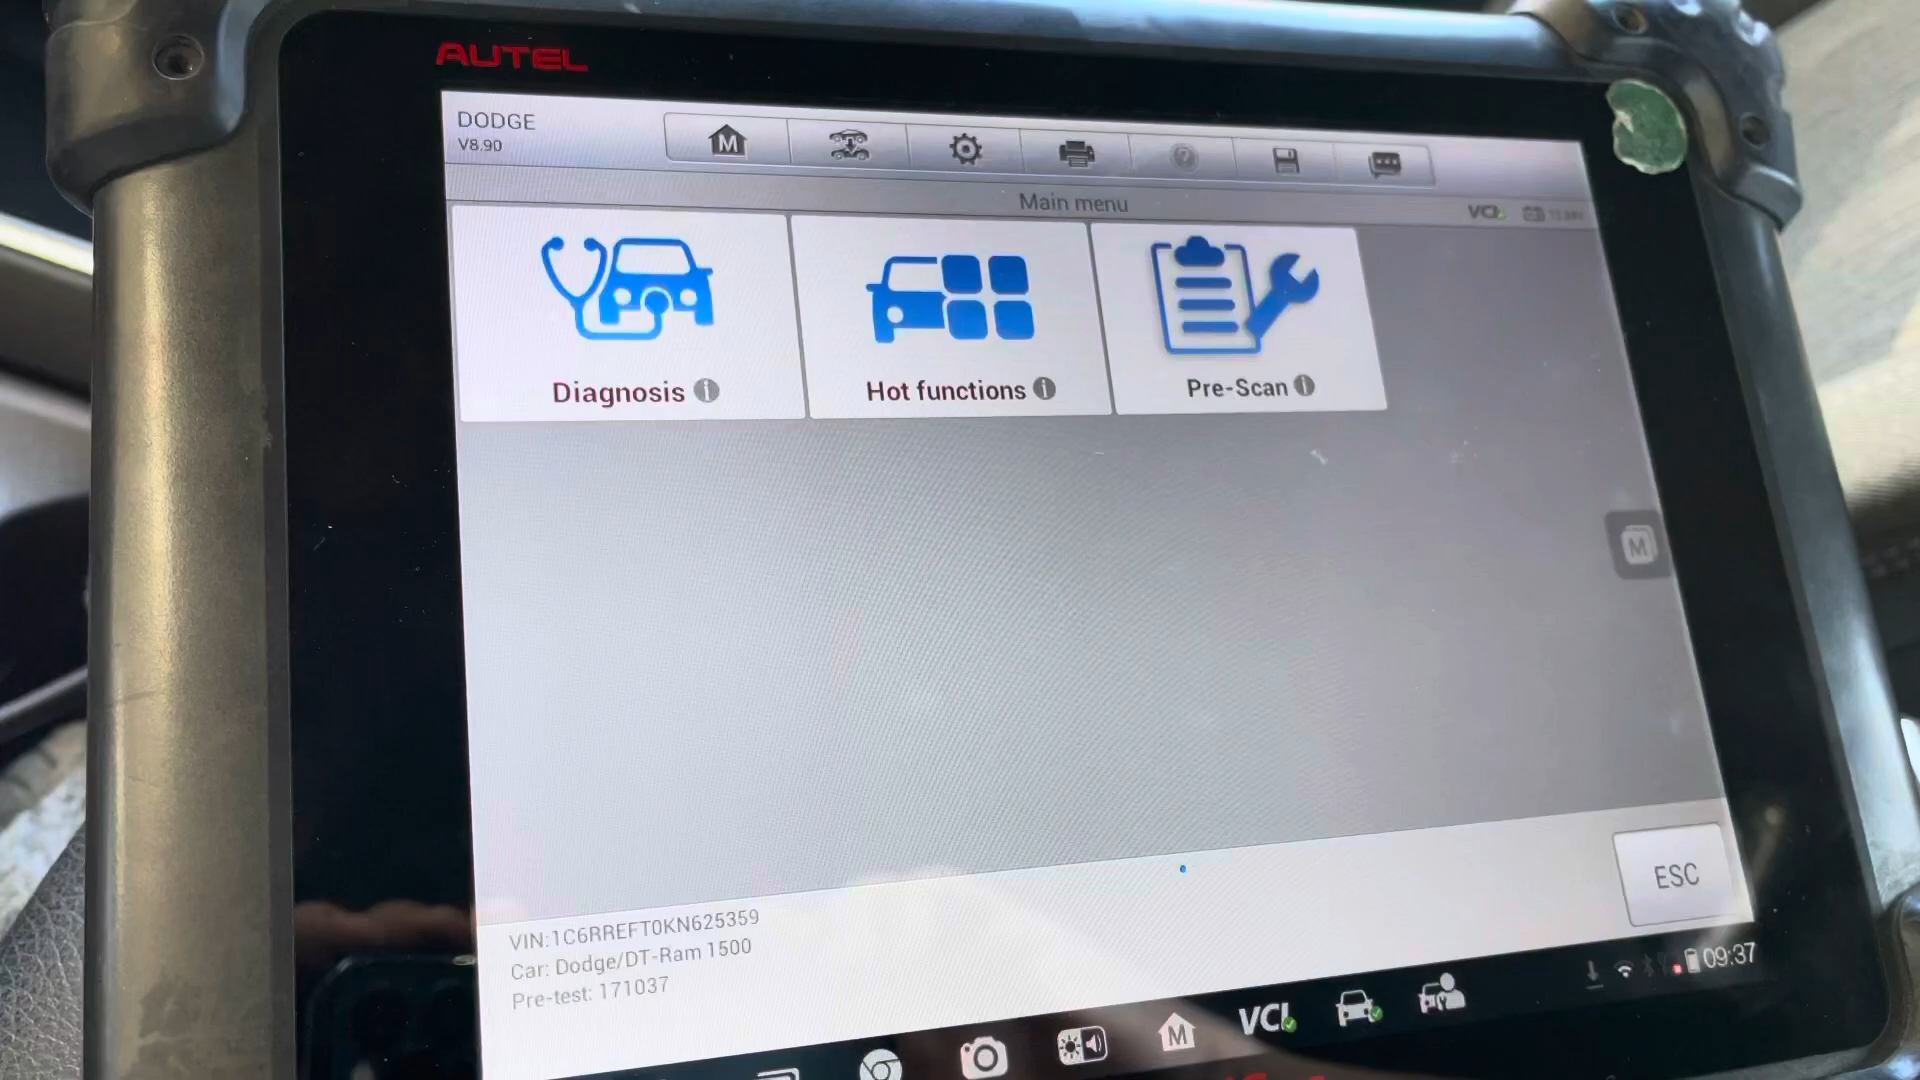 AUTEL
DODGE
V8.90
M
Main menu
VCI
Diagnosis
Hot functions
Pre-Scan
M
ESC
VIN:1C6RREFT0KN625359
Car: Dodge/DT-Ram 1500
Pre-test: 171037
M
VCI
09:37